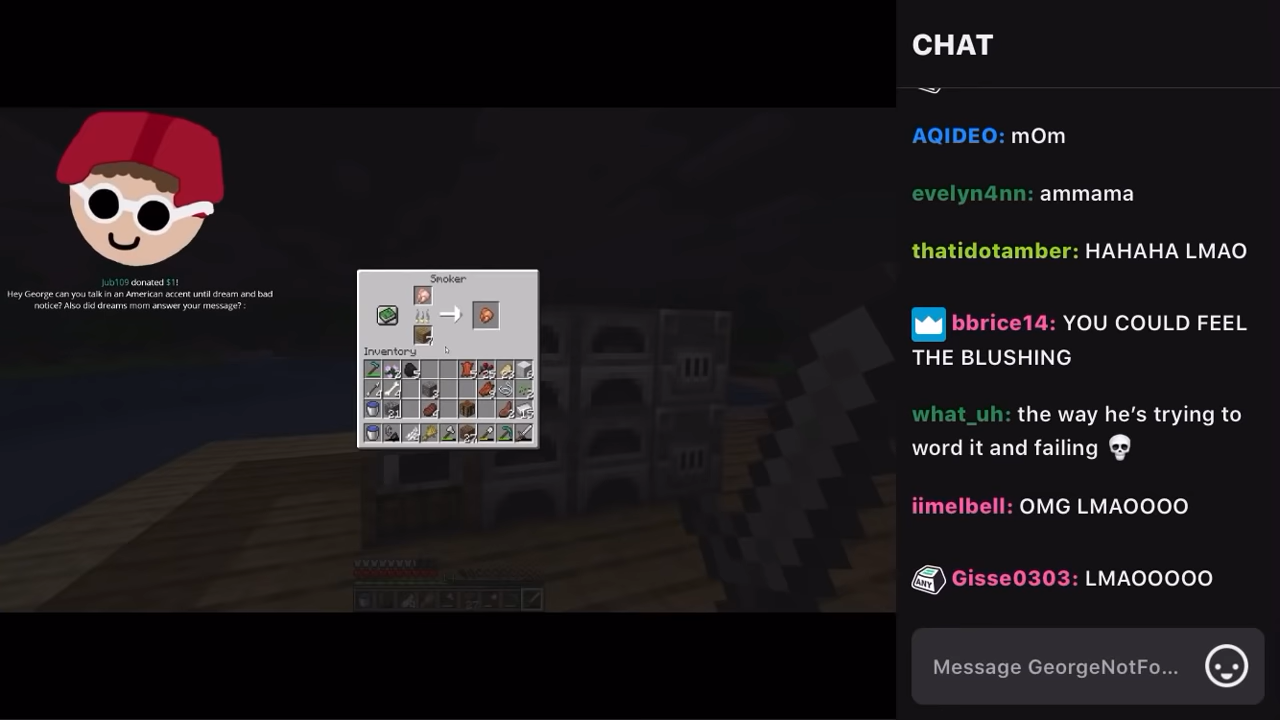 Jub109 donated $1!
Hey George can you talk in an American accent until dream and bad
notice? Also did dreams mom answer your message? :
Smoker
7
Inventory
27
CHAT
AQIDEO: mOm
evelyn4nn: ammama
thatidotamber: HAHAHA LMAO
bbrice14: YOU COULD FEEL
THE BLUSHING
what_uh: the way he’s trying to
word it and failing 💀
iimelbell: OMG LMAOOOO
ANY Gisse0303: LMAOOOOO
Message GeorgeNotFo...